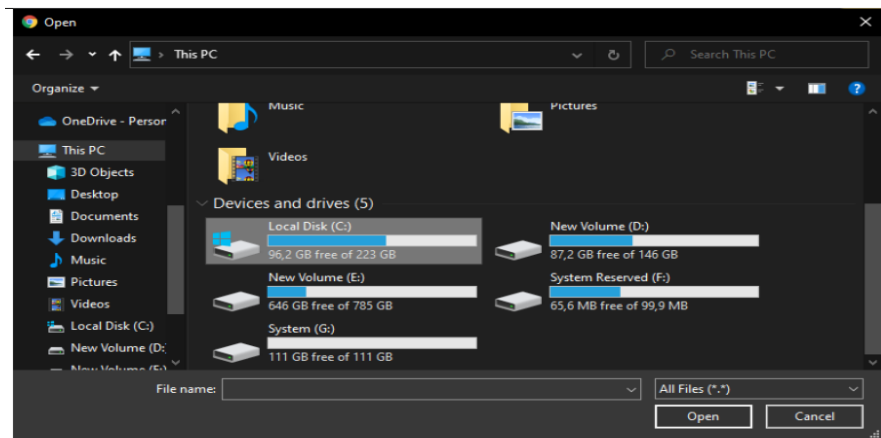 Open
This PC
Search This PC
Organize
OneDrive - Person
This PC
3D Objects
Desktop
Documents
Downloads
Music
Pictures
Videos
Local Disk (C:)
New Volume (D:
New Volume (E:)
Music
Pictures
Videos
Devices and drives (5)
Local Disk (C:)
96,2 GB free of 223 GB
New Volume (D:)
87,2 GB free of 146 GB
New Volume (E:)
646 GB free of 785 GB
System Reserved (F:)
65,6 MB free of 99,9 MB
System (G:)
111 GB free of 111 GB
File name:
All Files (*.*)
Open
Cancel